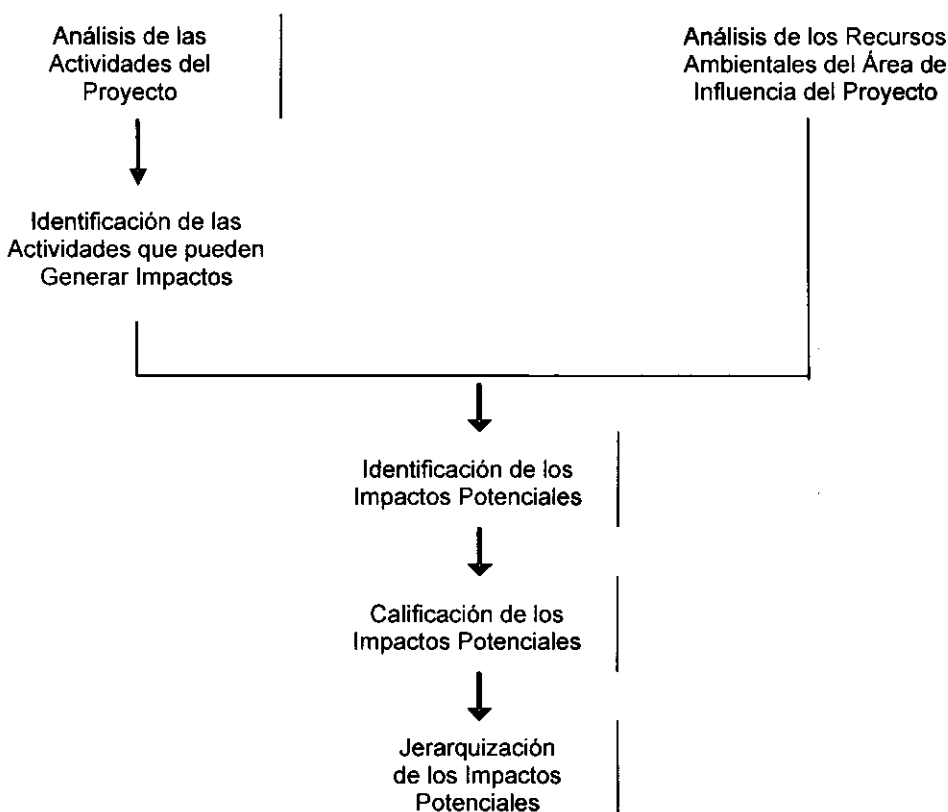 Análisis de las
Actividades del
Proyecto
Análisis de los Recursos
Ambientales del Área de
Influencia del Proyecto
Identificación de las
Actividades que pueden
Generar Impactos
Identificación de los
Impactos Potenciales
Calificación de los
Impactos Potenciales
Jerarquización
de los Impactos
Potenciales